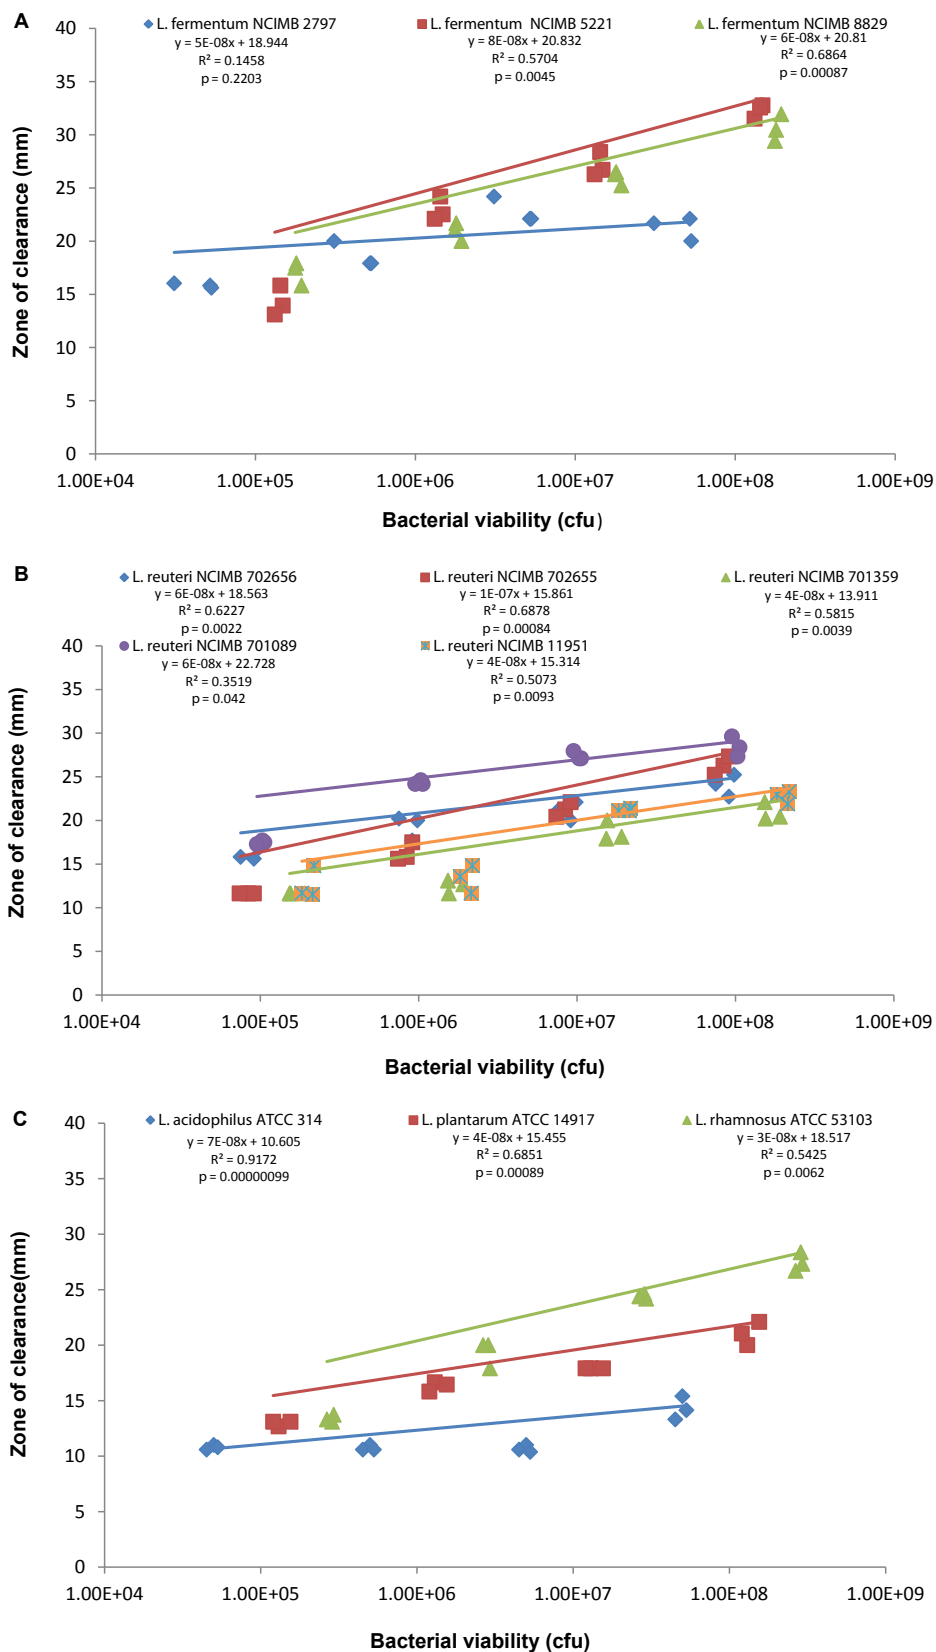 A
L. fermentum NCIMB 2797
y = 5E-08x + 18.944
R² = 0.1458
p = 0.2203
L. fermentum NCIMB 5221
y = 8E-08x + 20.832
R² = 0.5704
p = 0.0045
L. fermentum NCIMB 8829
y = 6E-08x + 20.81
R² = 0.6864
p = 0.00087
Zone of clearance (mm)
40
35
30
25
20
15
10
5
0
1.00E+04 1.00E+05 1.00E+06 1.00E+07 1.00E+08 1.00E+09
Bacterial viability (cfu)
B
L. reuteri NCIMB 702656
y = 6E-08x + 18.563
R² = 0.6227
p = 0.0022
L. reuteri NCIMB 702655
y = 1E-07x + 15.861
R² = 0.6878
p = 0.00084
L. reuteri NCIMB 701359
y = 4E-08x + 13.911
R² = 0.5815
p = 0.0039
L. reuteri NCIMB 701089
y = 6E-08x + 22.728
R² = 0.3519
p = 0.042
L. reuteri NCIMB 11951
y = 4E-08x + 15.314
R² = 0.5073
p = 0.0093
Zone of clearance (mm)
40
35
30
25
20
15
10
5
0
1.00E+04 1.00E+05 1.00E+06 1.00E+07 1.00E+08 1.00E+09
Bacterial viability (cfu)
C
L. acidophilus ATCC 314
y = 7E-08x + 10.605
R² = 0.9172
p = 0.00000099
L. plantarum ATCC 14917
y = 4E-08x + 15.455
R² = 0.6851
p = 0.00089
L. rhamnosus ATCC 53103
y = 3E-08x + 18.517
R² = 0.5425
p = 0.0062
Zone of clearance(mm)
40
35
30
25
20
15
10
5
0
1.00E+04 1.00E+05 1.00E+06 1.00E+07 1.00E+08 1.00E+09
Bacterial viability (cfu)